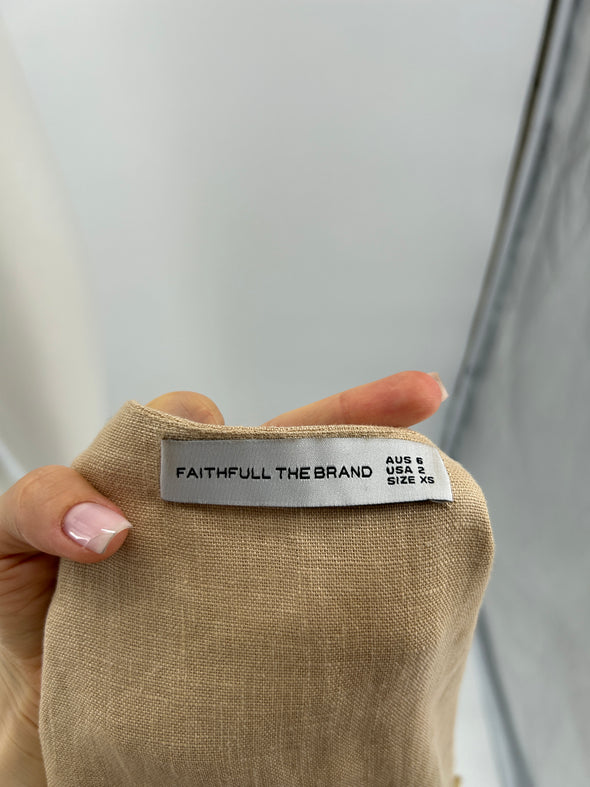 FAITHFULL THE BRAND
AUS 6
USA 2
SIZE XS